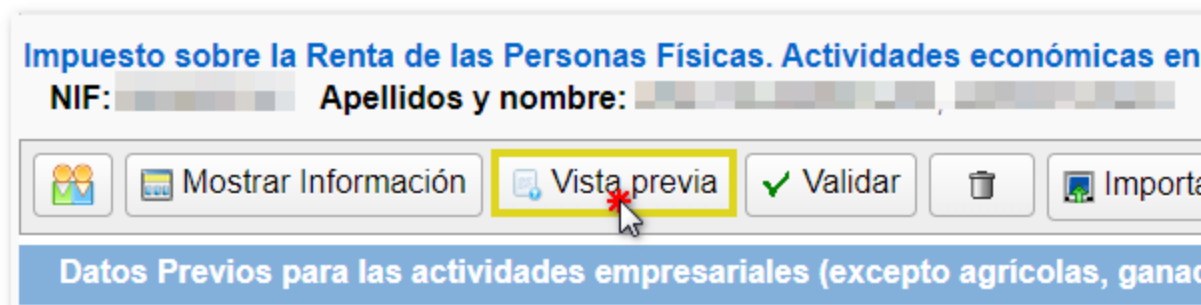 Impuesto sobre la Renta de las Personas Físicas. Actividades económicas en
NIF: Apellidos y nombre: ,
Mostrar Información Vista previa Validar Importa
Datos Previos para las actividades empresariales (excepto agrícolas, ganad